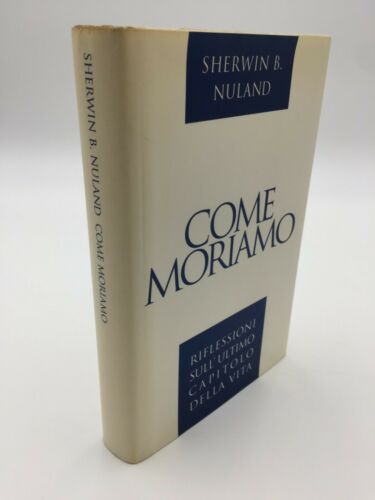 SHERWIN B. NULAND COME MORIAMO
SHERWIN B.
NULAND
COME
MORIAMO
RIFLESSIONI
SULL'ULTIMO
CAPITOLO
DELLA VITA